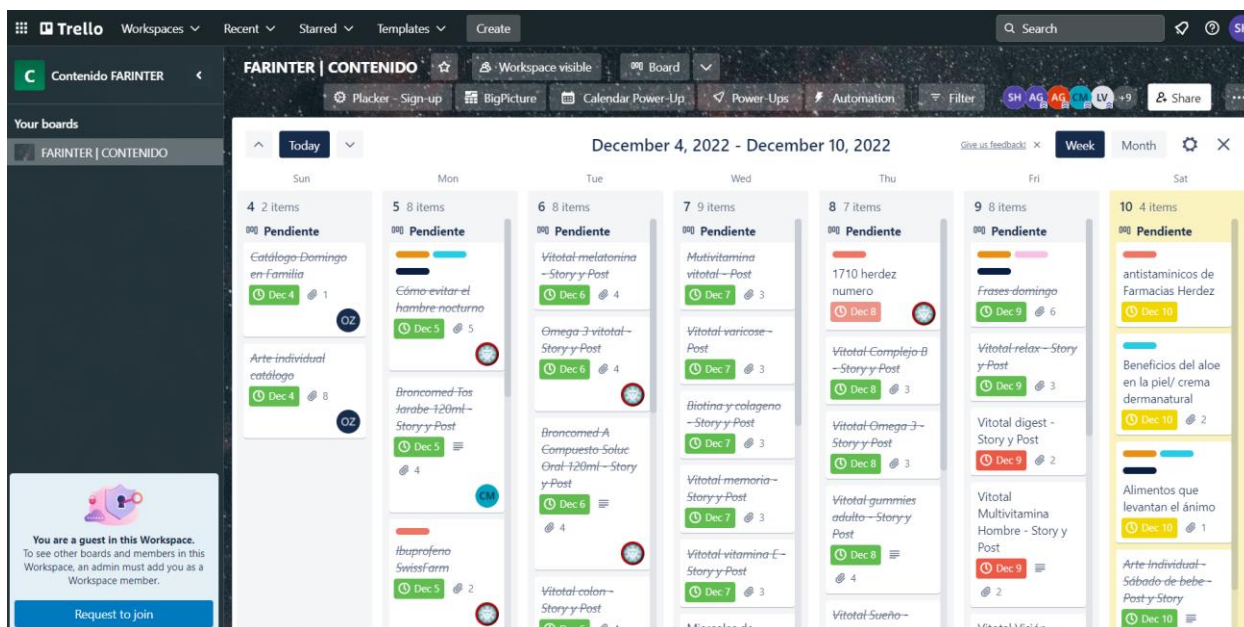 Trello Workspaces Recent Starred Templates Create Search SH
C Contenido FARINTER
Your boards
FARINTER | CONTENIDO
You are a guest in this Workspace.
To see other boards and members in this
Workspace, an admin must add you as a
Workspace member.
Request to join
FARINTER | CONTENIDO Workspace visible Board
Placker - Sign-up BigPicture Calendar Power-Up Power-Ups Automation Filter SH AG AG CM LV +9 Share
Today December 4, 2022 - December 10, 2022 Give us feedback! Week Month
Sun Mon Tue Wed Thu Fri Sat
4 2 items
Pendiente
Catálogo Domingo
en Familia
Dec 4 1
OZ
Arte individual
catálogo
Dec 4 8
OZ
5 8 items
Pendiente
Cómo evitar el
hambre nocturno
Dec 5 5
Broncomed Tos
Jarabe 120ml -
Story y Post
Dec 5
4
CM
Ibuprofeno
SwissFarm
Dec 5 2
6 8 items
Pendiente
Vitotal melatonina
- Story y Post
Dec 6 4
Omega 3 vitotal -
Story y Post
Dec 6 4
Broncomed A
Compuesto Soluc
Oral 120ml - Story
y Post
Dec 6
4
Vitotal colon -
Story y Post
7 9 items
Pendiente
Mutivitamina
vitotal - Post
Dec 7 3
Vitotal varicose -
Post
Dec 7 3
Biotina y colageno
- Story y Post
Dec 7 3
Vitotal memoria -
Story y Post
Dec 7 3
Vitotal vitamina E -
Story y Post
Dec 7 3
Miercoles de
8 7 items
Pendiente
1710 herdez
numero
Dec 8
Vitotal Complejo B
- Story y Post
Dec 8 3
Vitotal Omega 3 -
Story y Post
Dec 8 3
Vitotal gummies
adulto - Story y
Post
Dec 8
4
Vitotal Sueño -
9 8 items
Pendiente
Frases domingo
Dec 9 6
Vitotal relax - Story
y Post
Dec 9 3
Vitotal digest -
Story y Post
Dec 9 2
Vitotal
Multivitamina
Hombre - Story y
Post
Dec 9
2
Vitotal Visión
10 4 items
Pendiente
antistaminicos de
Farmacias Herdez
Dec 10
Beneficios del aloe
en la piel/ crema
dermanatural
Dec 10 2
Alimentos que
levantan el ánimo
Dec 10 1
Arte Individual -
Sábado de bebe -
Post y Story
Dec 10